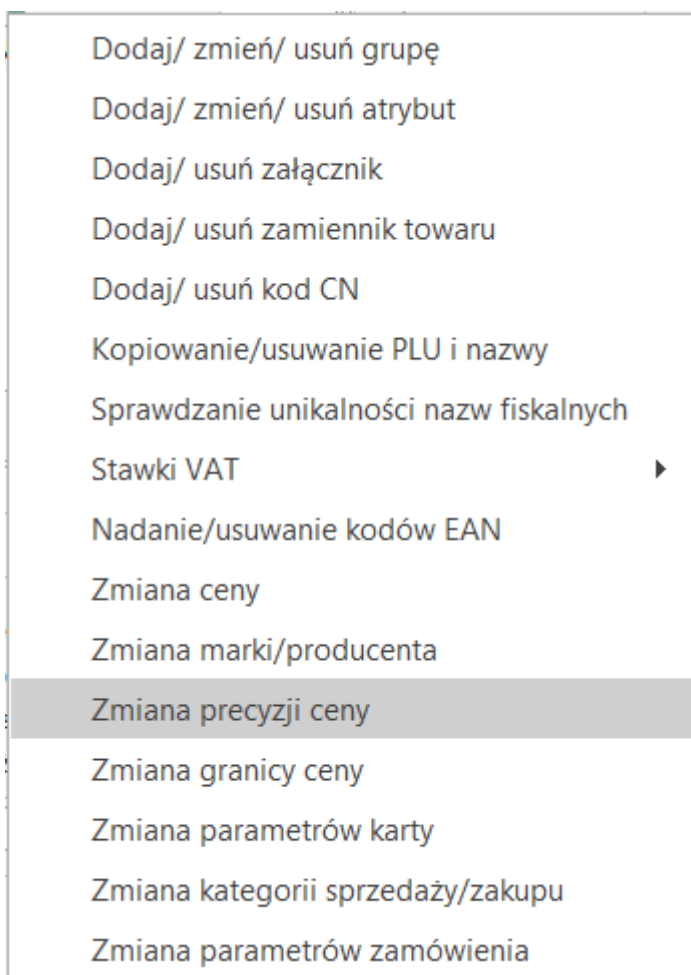 Dodaj/ zmień/ usuń grupę
Dodaj/ zmień/ usuń atrybut
Dodaj/ usuń załącznik
Dodaj/ usuń zamiennik towaru
Dodaj/ usuń kod CN
Kopiowanie/usuwanie PLU i nazwy
Sprawdzanie unikalności nazw fiskalnych
Stawki VAT
Nadanie/usuwanie kodów EAN
Zmiana ceny
Zmiana marki/producenta
Zmiana precyzji ceny
Zmiana granicy ceny
Zmiana parametrów karty
Zmiana kategorii sprzedaży/zakupu
Zmiana parametrów zamówienia